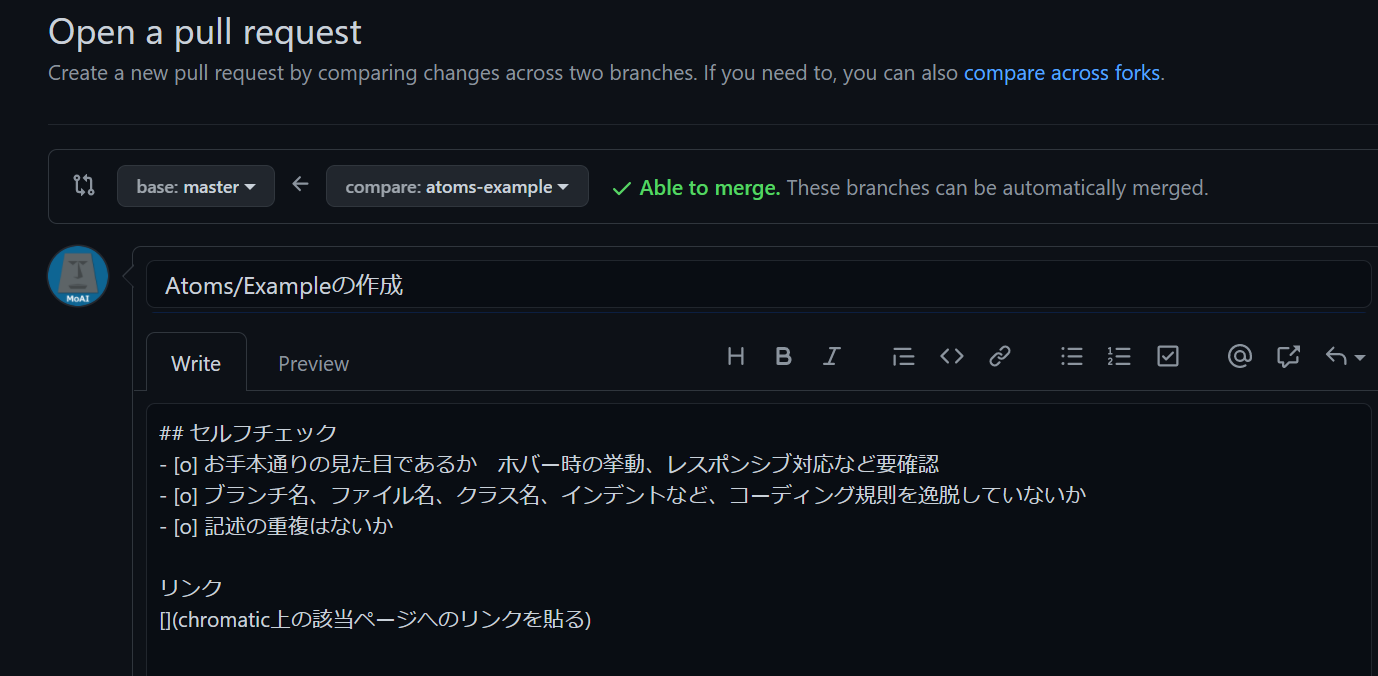 Open a pull request
Create a new pull request by comparing changes across two branches. If you need to, you can also compare across forks.
base: master
compare: atoms-example
Able to merge. These branches can be automatically merged.
MoAI
Atoms/Exampleの作成
Write
Preview
## セルフチェック
- [o] お手本通りの見た目であるか　ホバー時の挙動、レスポンシブ対応など要確認
- [o] ブランチ名、ファイル名、クラス名、インデントなど、コーディング規則を逸脱していないか
- [o] 記述の重複はないか
リンク
[](chromatic上の該当ページへのリンクを貼る)